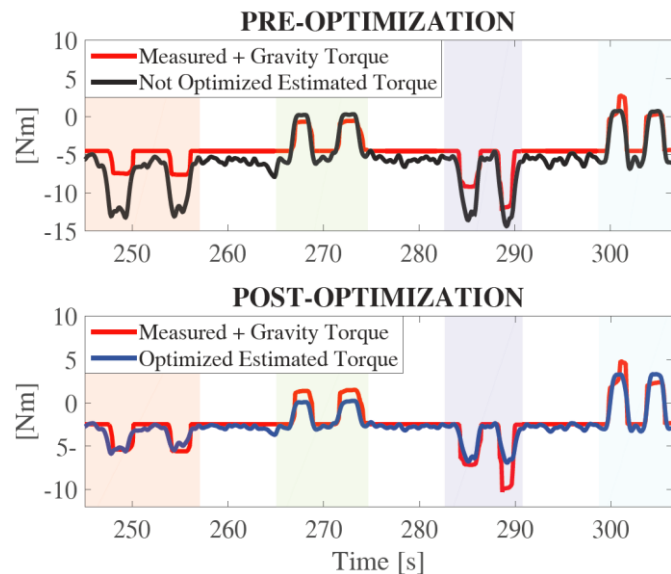 PRE-OPTIMIZATION
10
Measured + Gravity Torque
5
Not Optimized Estimated Torque
0
[Nm]
-5
-10
-15
250 260 270 280 290 300
POST-OPTIMIZATION
10
Measured + Gravity Torque
5
Optimized Estimated Torque
0
[Nm]
5-
-10
250 260 270 280 290 300
Time [s]